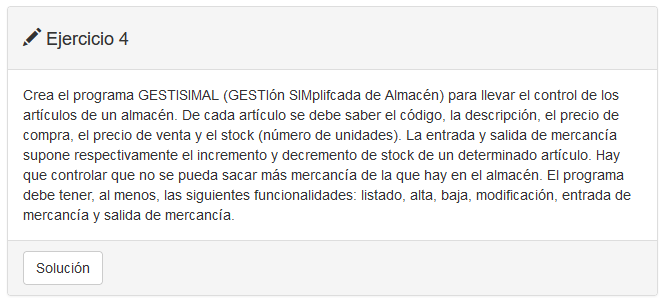 Ejercicio 4
Crea el programa GESTISIMAL (GESTIón SIMplifcada de Almacén) para llevar el control de los
artículos de un almacén. De cada artículo se debe saber el código, la descripción, el precio de
compra, el precio de venta y el stock (número de unidades). La entrada y salida de mercancía
supone respectivamente el incremento y decremento de stock de un determinado artículo. Hay
que controlar que no se pueda sacar más mercancía de la que hay en el almacén. El programa
debe tener, al menos, las siguientes funcionalidades: listado, alta, baja, modificación, entrada de
mercancía y salida de mercancía.
Solución